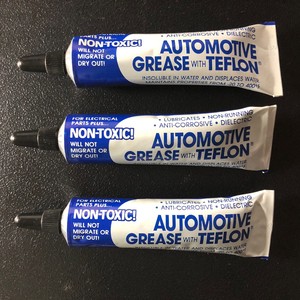 NON-TOXIC!
WILL NOT
MIGRATE OR
DRY OUT!
AUTOMOTIVE
GREASE WITH TEFLON
INSOLUBLE IN WATER AND DISPLACES WATER
MAINTAINS PROPERTIES FROM
FOR ELECTRICAL
PARTS PLUS...
NON-TOXIC!
WILL NOT
MIGRATE OR
DRY OUT!
• LUBRICATES • NON-RUNNING
• ANTI-CORROSIVE • DIELECTRIC
AUTOMOTIVE
GREASE WITH TEFLON
FOR ELECTRICAL
PARTS PLUS...
NON-TOXIC!
WILL NOT
MIGRATE OR
DRY OUT!
• LUBRICATES • NON-RUNNING
• ANTI-CORROSIVE • DIELECTRIC
AUTOMOTIVE
GREASE WITH TEFLON